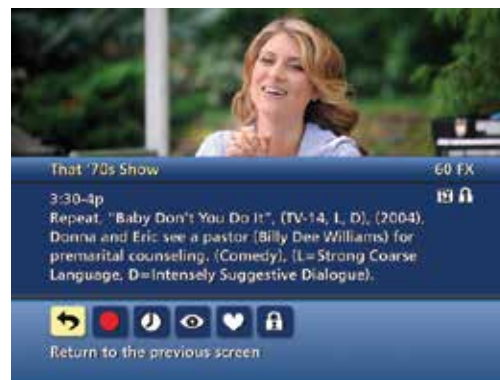 That '70s Show 60 FX
3:30-4p
Repeat, "Baby Don't You Do It", (TV-14, L, D), (2004),
Donna and Eric see a pastor (Billy Dee Williams) for
premarital counseling. (Comedy), (L=Strong Coarse
Language, D=Intensely Suggestive Dialogue).
Return to the previous screen